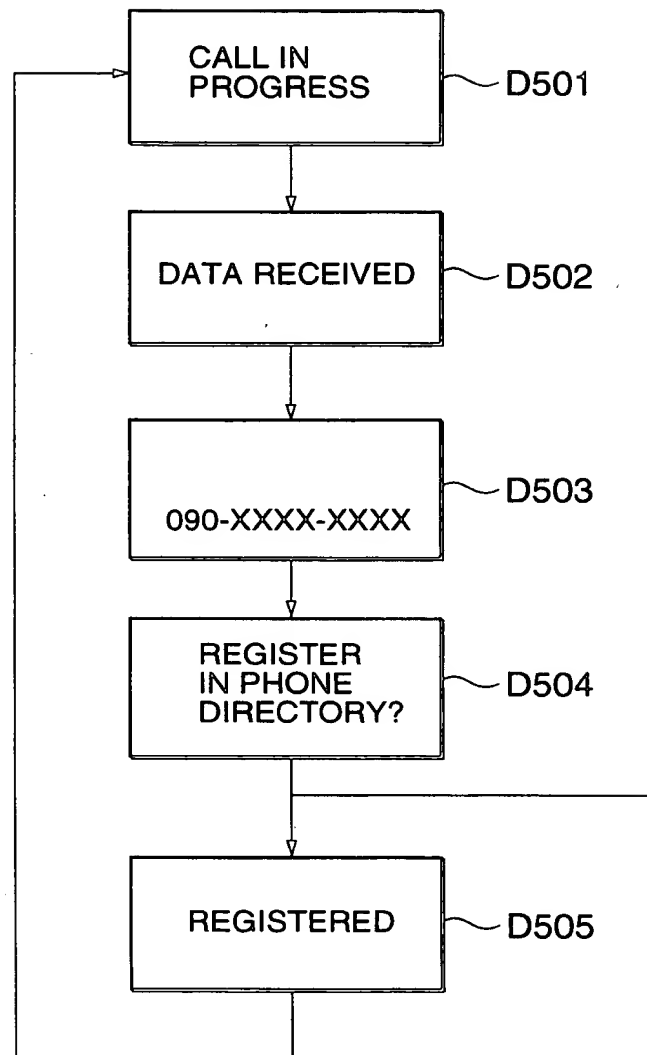 CALL IN
PROGRESS
D501
DATA RECEIVED
D502
090-XXXX-XXXX
D503
REGISTER
IN PHONE
DIRECTORY?
D504
REGISTERED
D505